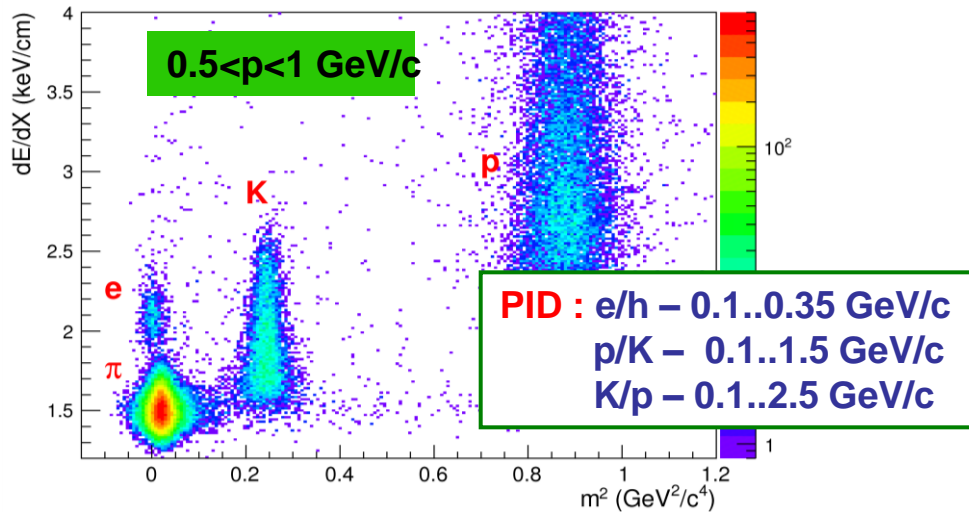 0.5<p<1 GeV/c
dE/dX (keV/cm)
4
3.5
3
2.5
2
1.5
K
p
e
π
10²
1
PID : e/h – 0.1..0.35 GeV/c
p/K – 0.1..1.5 GeV/c
K/p – 0.1..2.5 GeV/c
0 0.2 0.4 0.6 0.8 1 1.2
m² (GeV²/c⁴)